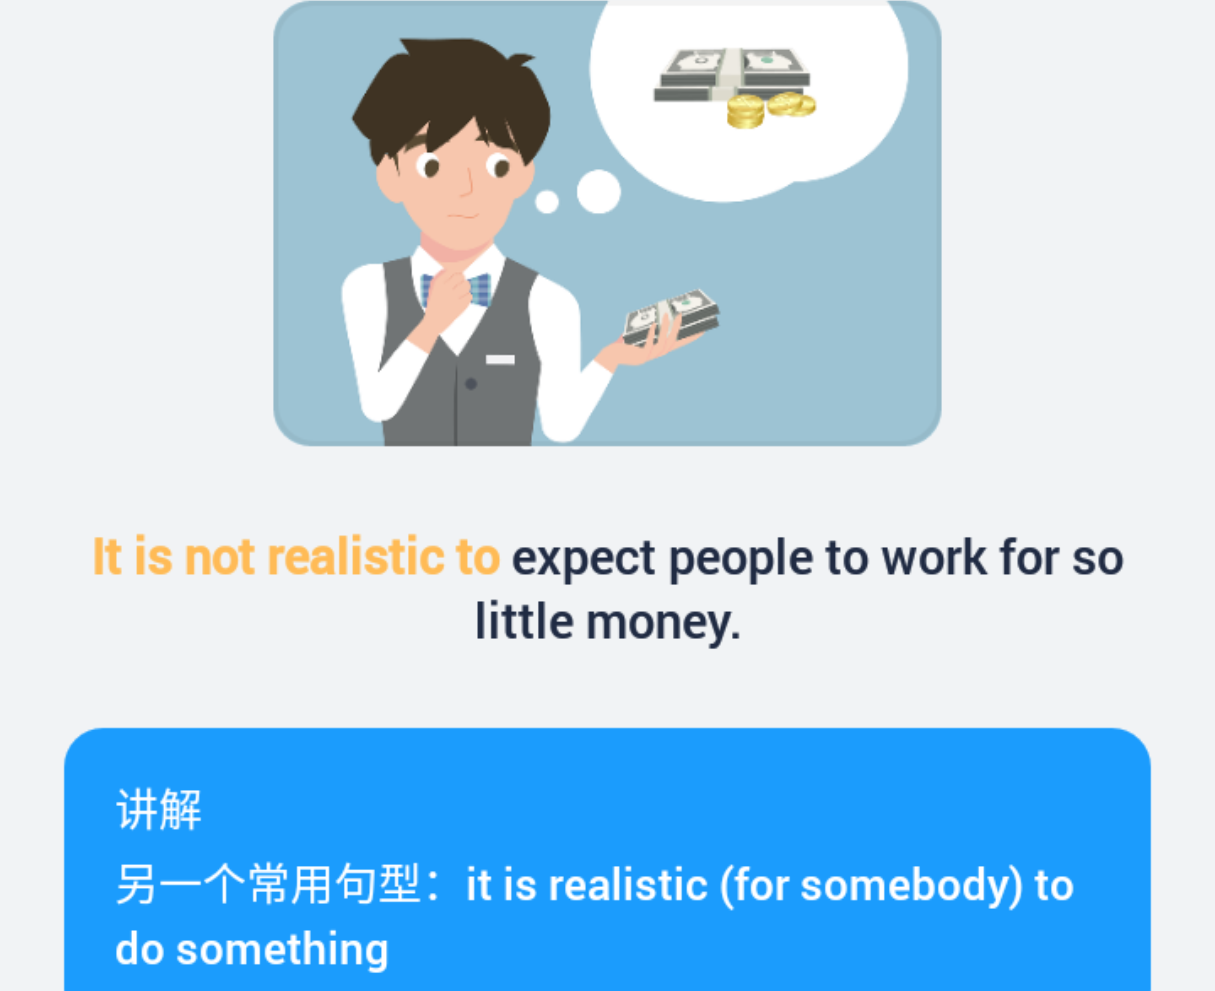 It is not realistic to expect people to work for so
little money.
讲解
另一个常用句型：it is realistic (for somebody) to
do something